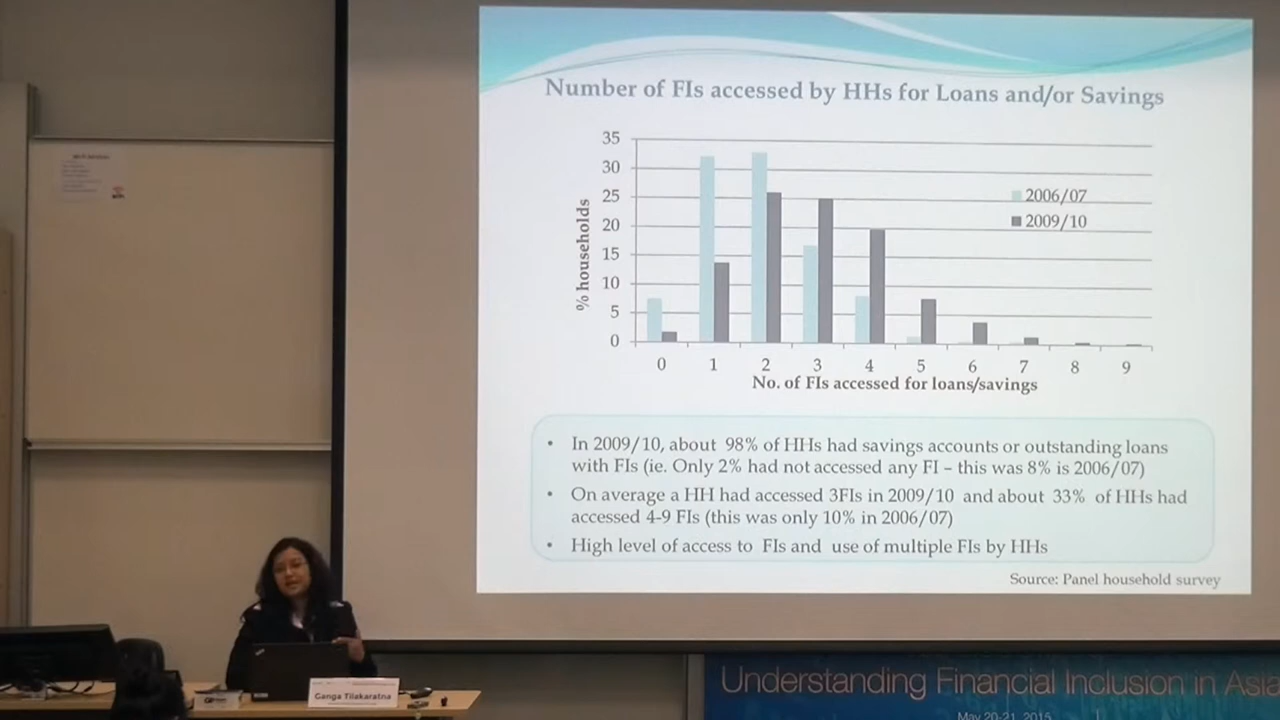 Number of FIs accessed by HHs for Loans and/or Savings
35
30
25
20
15
10
5
0
% households
2006/07
2009/10
0 1 2 3 4 5 6 7 8 9
No. of FIs accessed for loans/savings
• In 2009/10, about 98% of HHs had savings accounts or outstanding loans
with FIs (ie. Only 2% had not accessed any FI – this was 8% is 2006/07)
• On average a HH had accessed 3FIs in 2009/10 and about 33% of HHs had
accessed 4-9 FIs (this was only 10% in 2006/07)
• High level of access to FIs and use of multiple FIs by HHs
Source: Panel household survey
Ganga Tilakaratna
Understanding Financial Inclusion in Asia
May 20-21, 2015